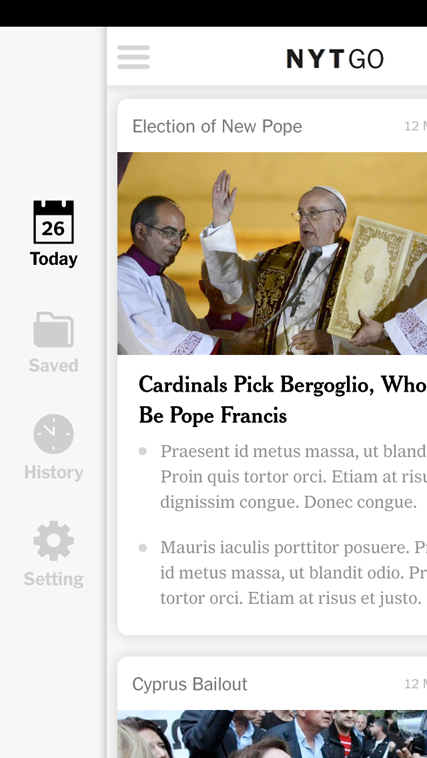 NYTGO
26
Today
Saved
History
Setting
Election of New Pope
12 M
Cardinals Pick Bergoglio, Who
Be Pope Francis
Praesent id metus massa, ut bland
Proin quis tortor orci. Etiam at risu
dignissim congue. Donec congue.
Mauris iaculis porttitor posuere. Pr
id metus massa, ut blandit odio. Pr
tortor orci. Etiam at risus et justo.
Cyprus Bailout
12 M